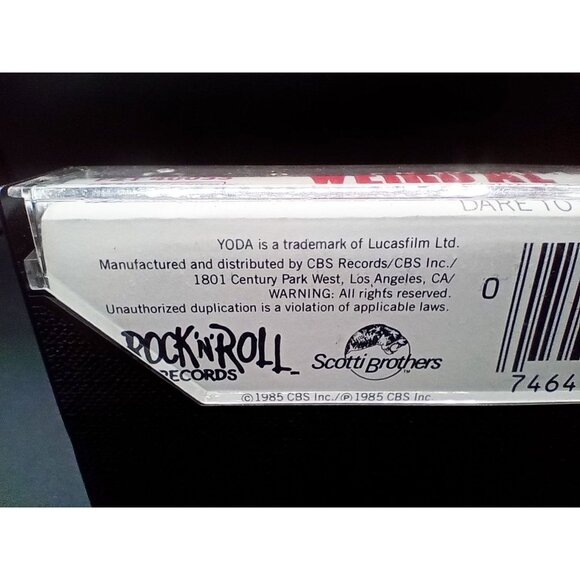 WEIRD AL
DARE TO
YODA is a trademark of Lucasfilm Ltd.
Manufactured and distributed by CBS Records/CBS Inc./
1801 Century Park West, Los Angeles, CA/
WARNING: All rights reserved.
Unauthorized duplication is a violation of applicable laws.
ROCK'N'ROLL
RECORDS
Scotti Brothers
TM
© 1985 CBS Inc./℗ 1985 CBS Inc
0
7464